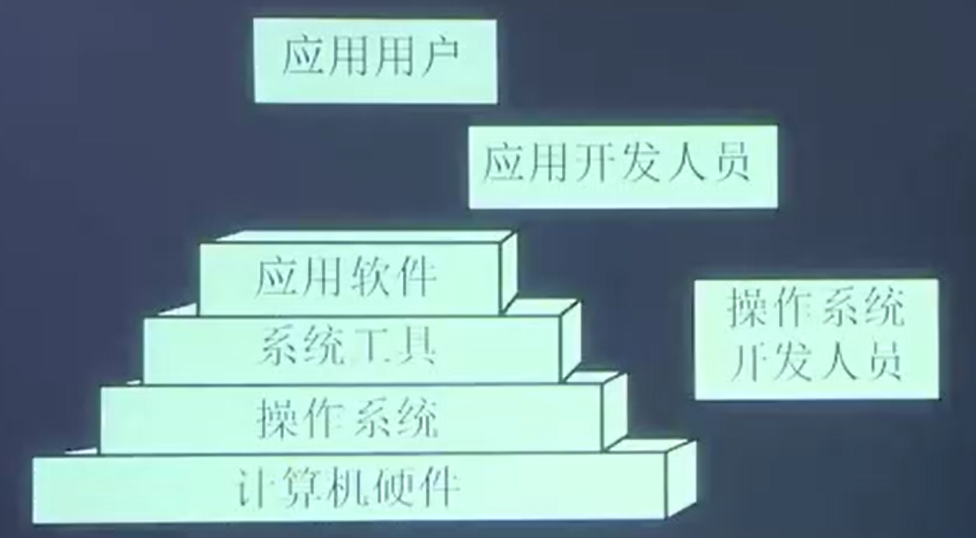 应用用户
应用开发人员
应用软件
系统工具
操作系统
开发人员
操作系统
计算机硬件